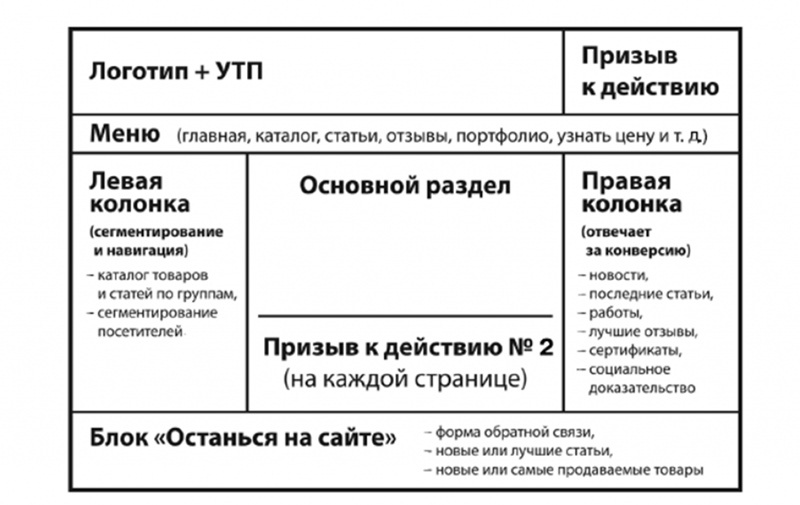 Логотип + УТП
Призыв
к действию
Меню (главная, каталог, статьи, отзывы, портфолио, узнать цену и т. д.)
Левая
колонка
(сегментирование
и навигация)
– каталог товаров
и статей по группам,
– сегментирование
посетителей
Основной раздел
Призыв к действию № 2
(на каждой странице)
Правая
колонка
(отвечает
за конверсию)
– новости,
– последние статьи,
– работы,
– лучшие отзывы,
– сертификаты,
– социальное
доказательство
Блок «Останься на сайте»
– форма обратной связи,
– новые или лучшие статьи,
– новые или самые продаваемые товары